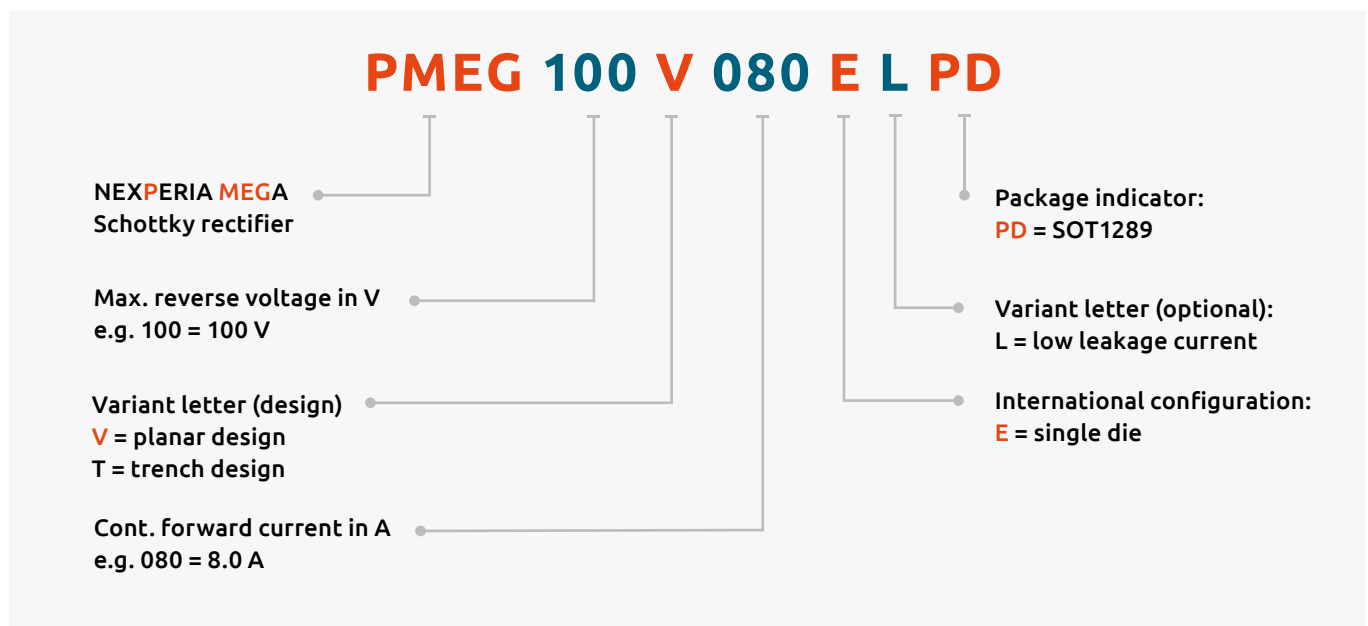 PMEG 100 V 080 E L PD
NEXPERIA MEGA
Schottky rectifier
Max. reverse voltage in V
e.g. 100 = 100 V
Variant letter (design)
V = planar design
T = trench design
Cont. forward current in A
e.g. 080 = 8.0 A
Package indicator:
PD = SOT1289
Variant letter (optional):
L = low leakage current
International configuration:
E = single die